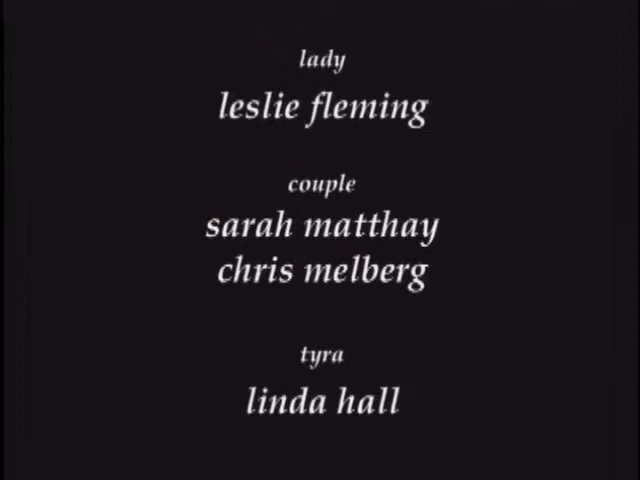 lady
leslie fleming
couple
sarah matthay
chris melberg
tyra
linda hall